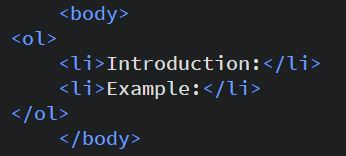 <body>
<ol>
<li>Introduction:</li>
<li>Example:</li>
</ol>
</body>